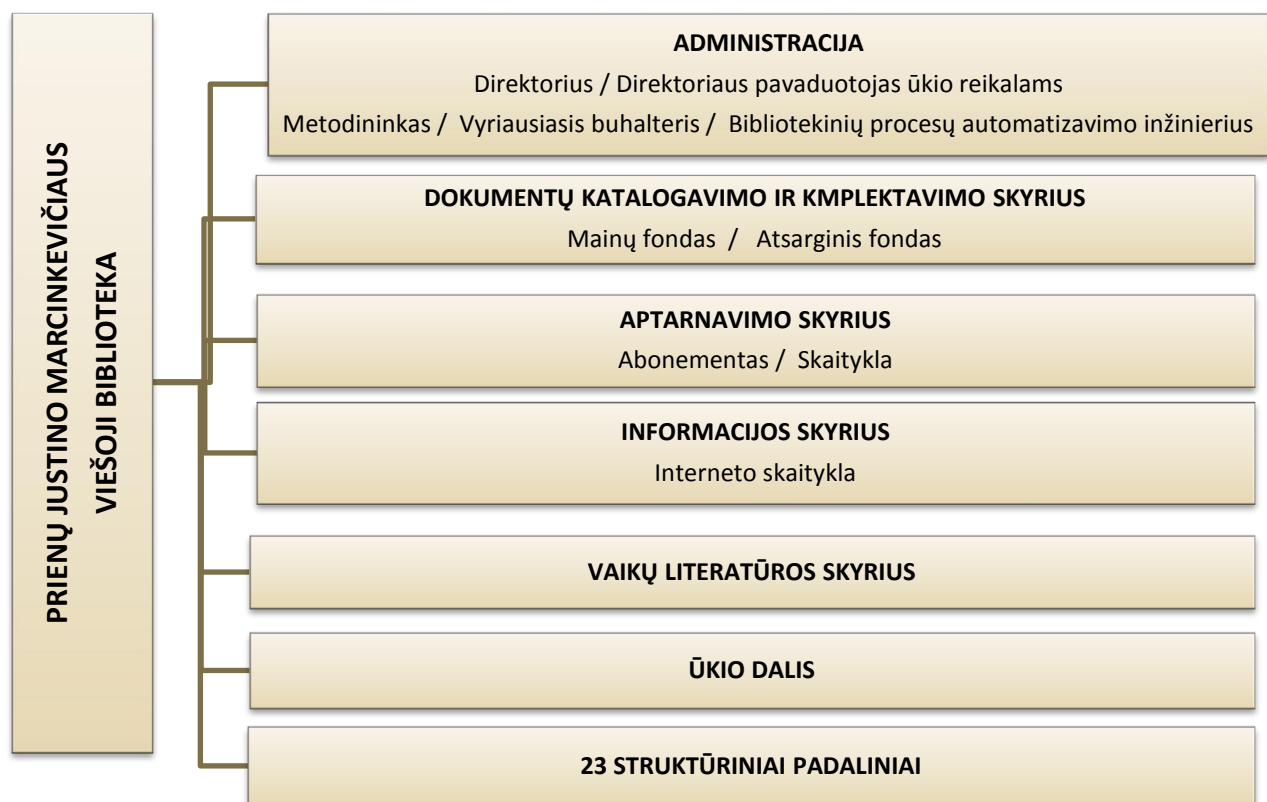 PRIENŲ JUSTINO MARCINKEVIČIAUS
VIEŠOJI BIBLIOTEKA
ADMINISTRACIJA
Direktorius / Direktoriaus pavaduotojas ūkio reikalams
Metodininkas / Vyriausiasis buhalteris / Bibliotekinių procesų automatizavimo inžinierius
DOKUMENTŲ KATALOGAVIMO IR KMPLEKTAVIMO SKYRIUS
Mainų fondas / Atsarginis fondas
APTARNAVIMO SKYRIUS
Abonementas / Skaitykla
INFORMACIJOS SKYRIUS
Interneto skaitykla
VAIKŲ LITERATŪROS SKYRIUS
ŪKIO DALIS
23 STRUKTŪRINIAI PADALINIAI